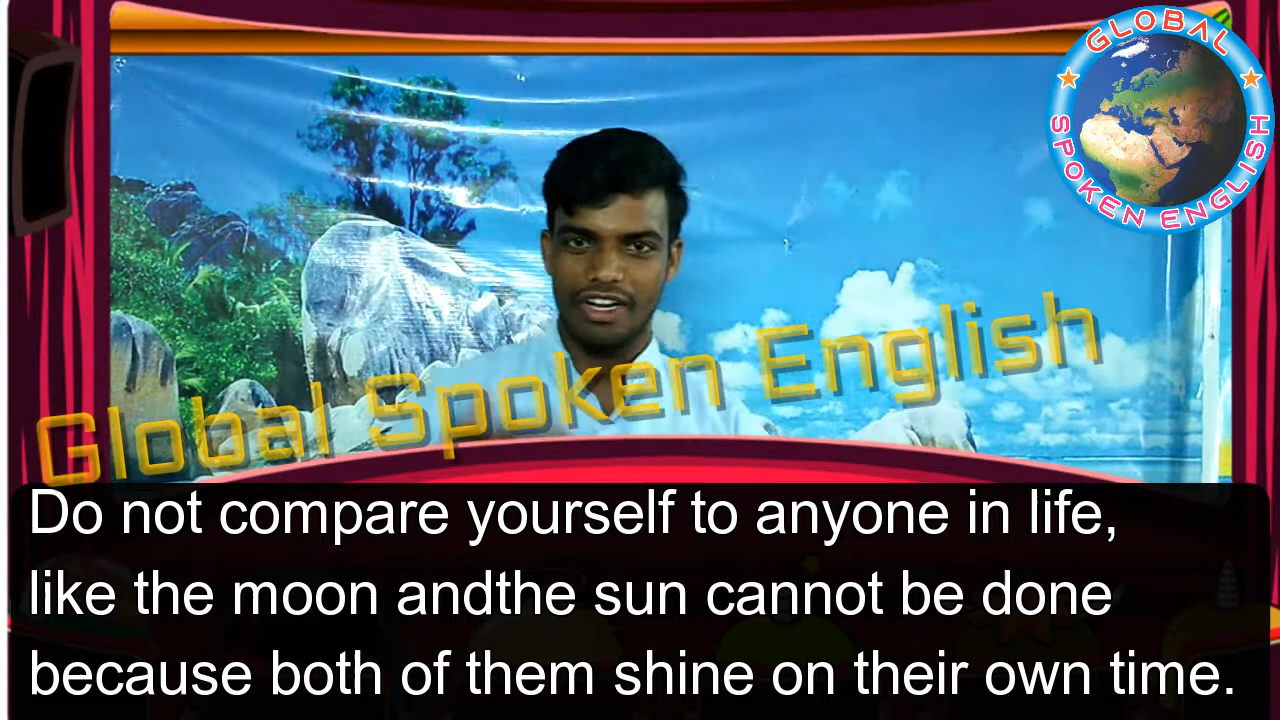 GLOBAL
SPOKEN ENGLISH
Global Spoken English
Do not compare yourself to anyone in life,
like the moon andthe sun cannot be done
because both of them shine on their own time.